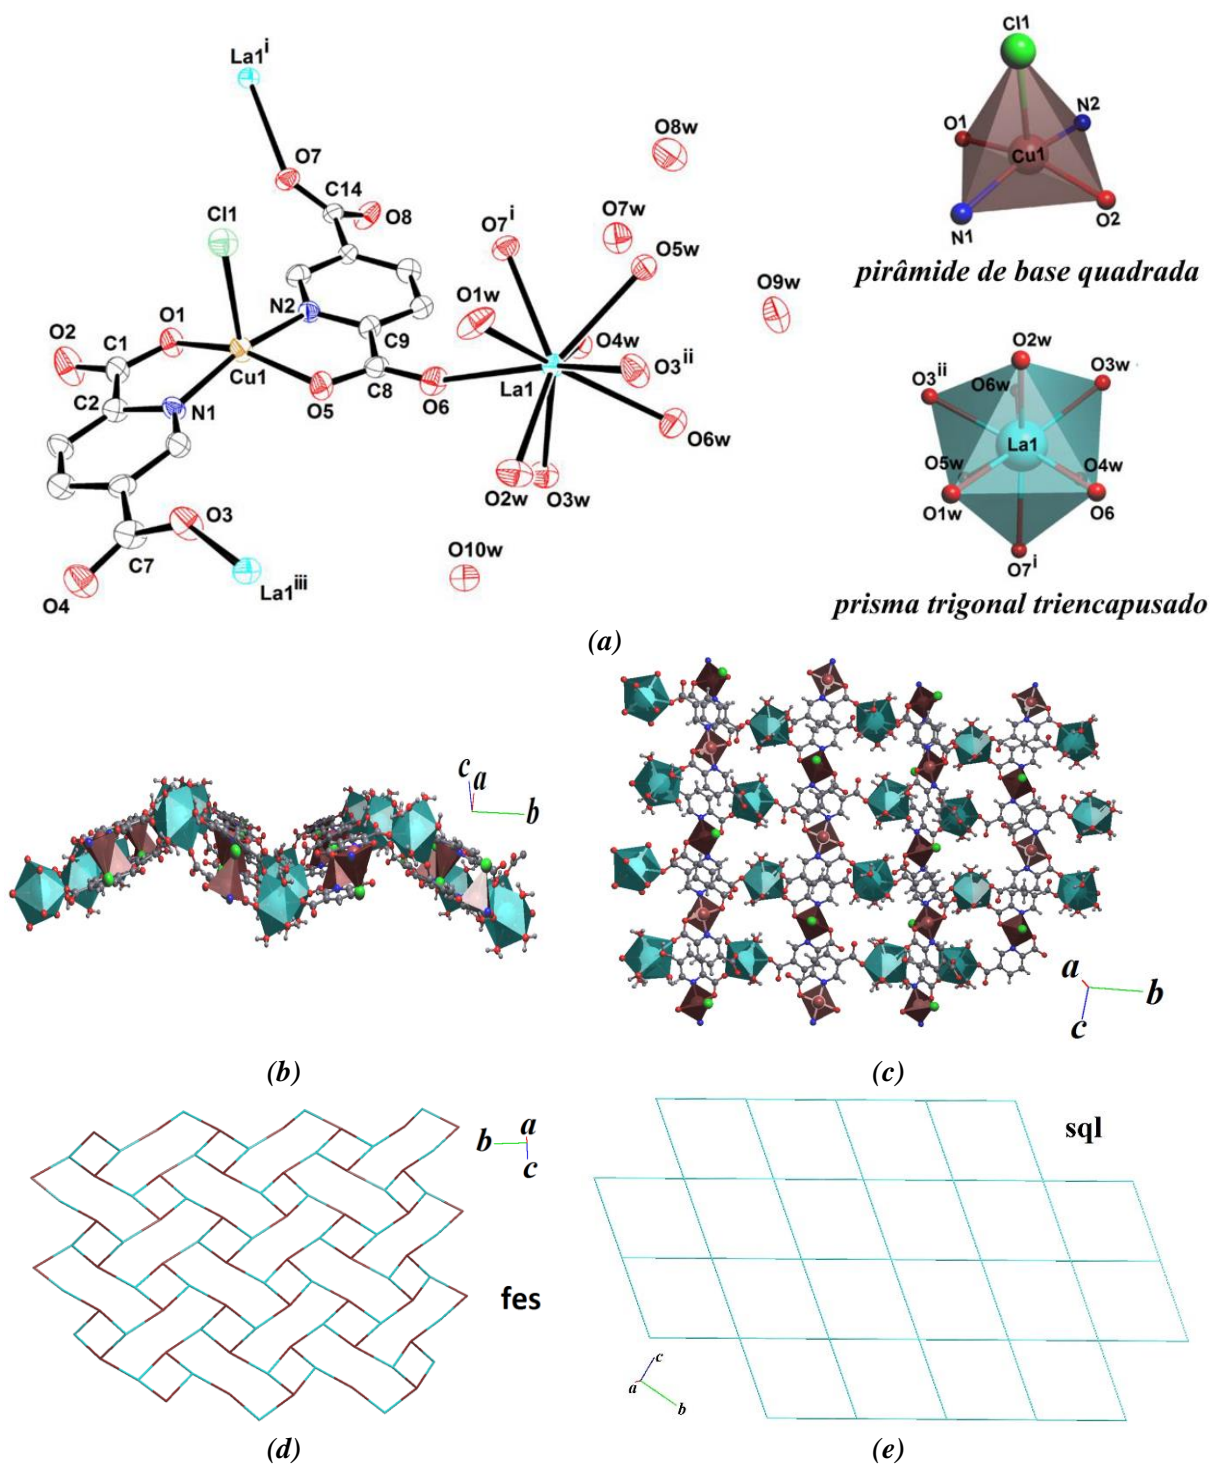 La1i
O7
C14
O8
Cl1
O1
N2
O2
C1
C9
Cu1
C8
C2
N1
O5
O6
O3
C7
O4
La1iii
O8w
O7w
O7i
O5w
O9w
O1w
O4w
O3ii
La1
O6w
O2w
O3w
O10w
Cl1
N2
O1
Cu1
N1
O2
pirâmide de base quadrada
O2w
O3ii
O6w
O3w
La1
O5w
O4w
O1w
O6
O7i
prisma trigonal triencapusado
(a)
c
a
b
a
b
c
(b)
(c)
a
b
c
sql
fes
c
a
b
(d)
(e)